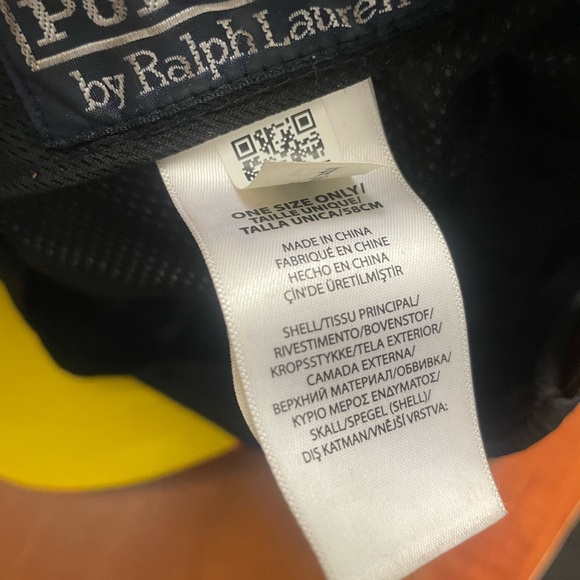 by Ralph Lauren
ONE SIZE ONLY/
TAILLE UNIQUE/
TALLA UNICA/58CM
MADE IN CHINA
FABRIQUÉ EN CHINE
HECHO EN CHINA
ÇIN'DE ÜRETİLMİŞTİR
SHELL/TISSU PRINCIPAL/
RIVESTIMENTO/BOVENSTOF/
KROPSSTYKKE/TELA EXTERIOR/
CAMADA EXTERNA/
ВЕРХНИЙ МАТЕРИАЛ/ОБВИВКА/
ΚΥΡΙΟ ΜΕΡΟΣ ΕΝΔΥΜΑΤΟΣ/
SKALL/SPEGEL (SHELL)/
DIŞ KATMAN/VNĚJŠÍ VRSTVA: